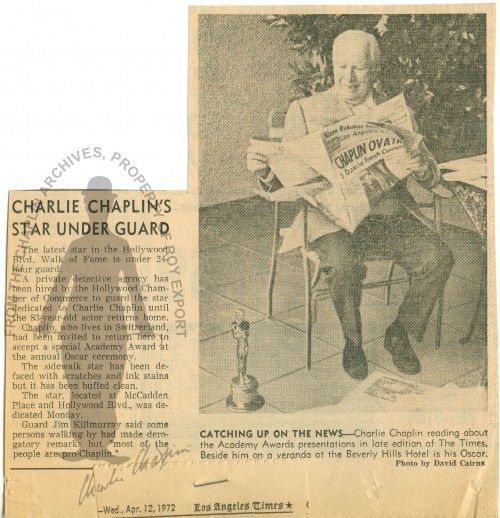 CHARLIE CHAPLIN'S
STAR UNDER GUARD
The latest star in the Hollywood
Blvd. Walk of Fame is under 24-
hour guard.
A private detective agency has
been hired by the Hollywood Cham-
ber of Commerce to guard the star
dedicated to Charlie Chaplin until
the 83-year-old actor returns home.
Chaplin, who lives in Switzerland,
had been invited to return here to
accept a special Academy Award at
the annual Oscar ceremony.
The sidewalk star has been de-
faced with scratches and ink stains
but it has been buffed clean.
The star, located at McCadden
Place and Hollywood Blvd., was de-
dicated Monday.
Guard Jim Killmurray said some
persons walking by had made dero-
gatory remarks but "most of the
people are pro-Chaplin."
Charlie Chaplin
—Wed., Apr. 12, 1972 Los Angeles Times ★
CHAPLIN OVAT
CATCHING UP ON THE NEWS—Charlie Chaplin reading about
the Academy Awards presentations in late edition of The Times,
Beside him on a veranda at the Beverly Hills Hotel is his Oscar.
Photo by David Cairns
FROM THE ARCHIVES, PROPERTY OF ROY EXPORT